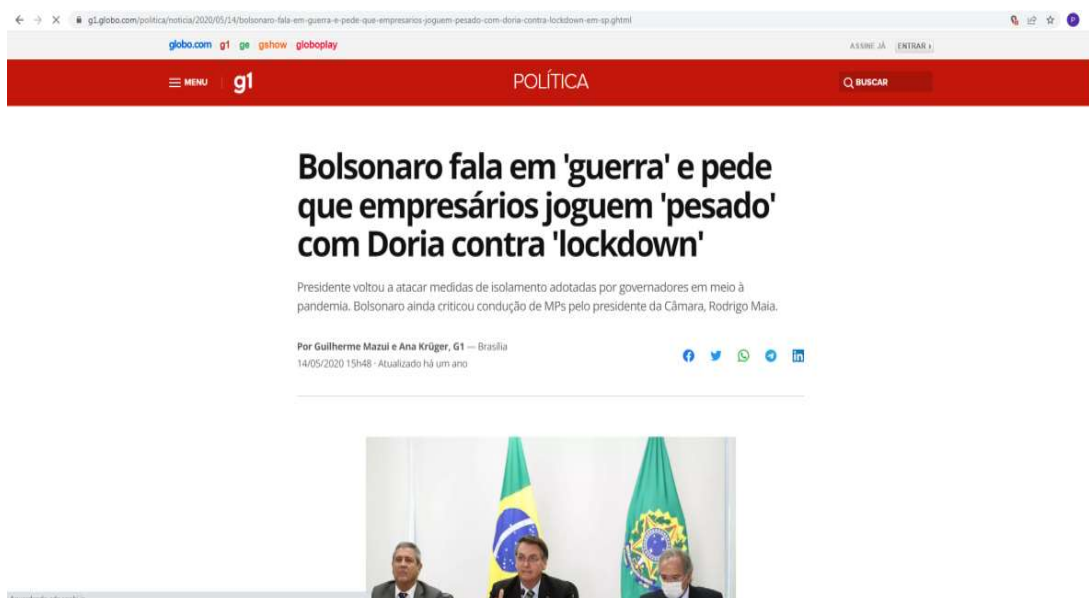 g1.globo.com/politica/noticia/2020/05/14/bolsonaro-fala-em-guerra-e-pede-que-empresarios-joguem-pesado-com-doria-contra-lockdown-em-sp.ghtml
globo.com g1 ge gshow globoplay
ASSINE JÁ ENTRAR ›
MENU g1 POLÍTICA BUSCAR
Bolsonaro fala em 'guerra' e pede
que empresários joguem 'pesado'
com Doria contra 'lockdown'
Presidente voltou a atacar medidas de isolamento adotadas por governadores em meio à
pandemia. Bolsonaro ainda criticou condução de MPs pelo presidente da Câmara, Rodrigo Maia.
Por Guilherme Mazui e Ana Krüger, G1 — Brasília
14/05/2020 15h48 · Atualizado há um ano